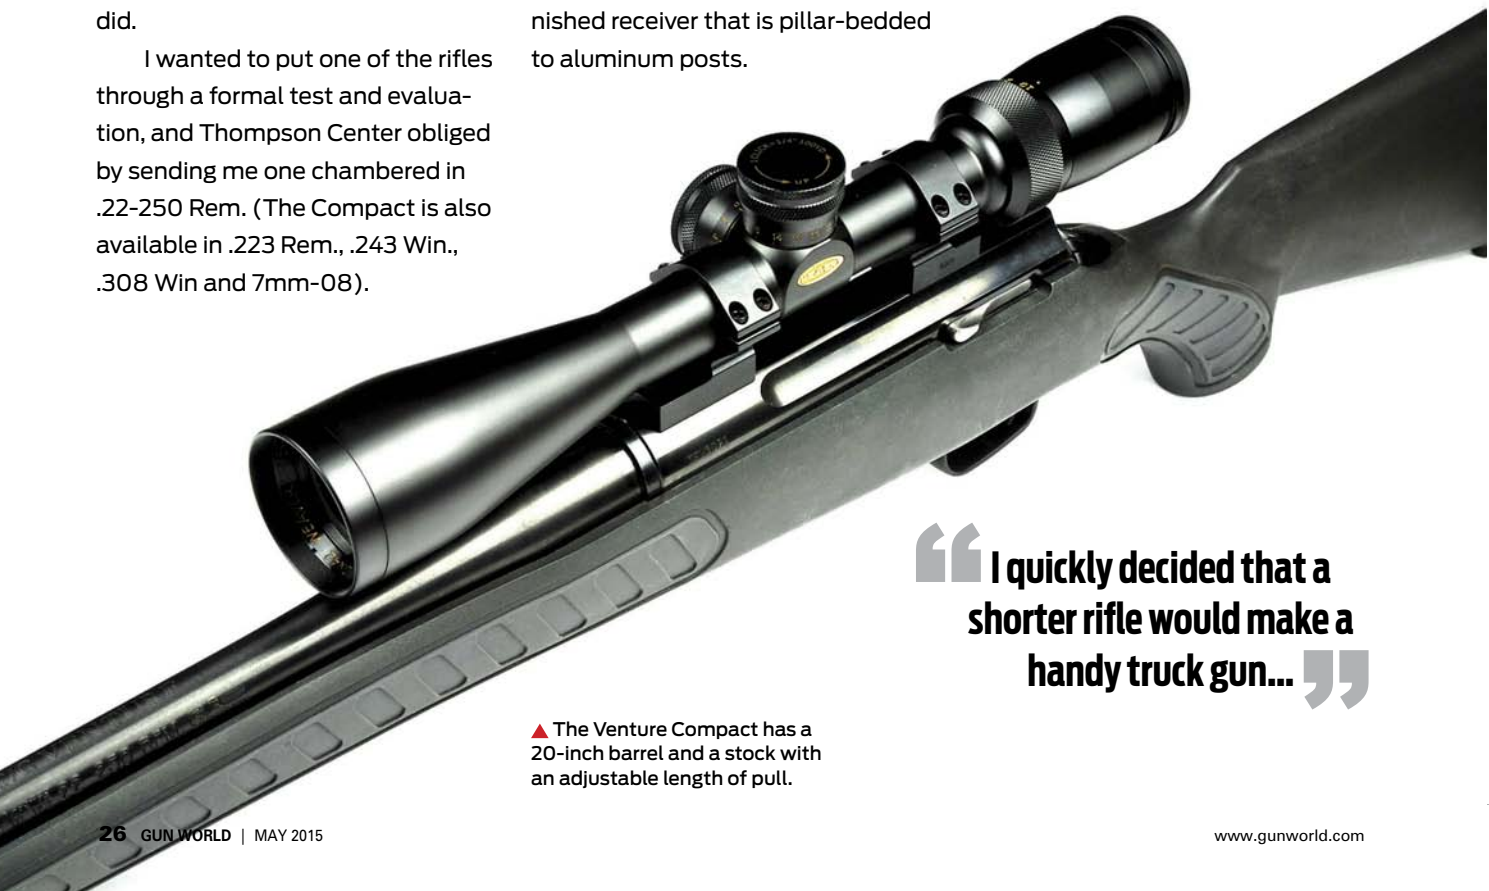 did.
I wanted to put one of the rifles
through a formal test and evalua-
tion, and Thompson Center obliged
by sending me one chambered in
.22-250 Rem. (The Compact is also
available in .223 Rem., .243 Win.,
.308 Win and 7mm-08).
nished receiver that is pillar-bedded
to aluminum posts.
“I quickly decided that a
shorter rifle would make a
handy truck gun...”
▲ The Venture Compact has a
20-inch barrel and a stock with
an adjustable length of pull.
26 GUN WORLD | MAY 2015
www.gunworld.com